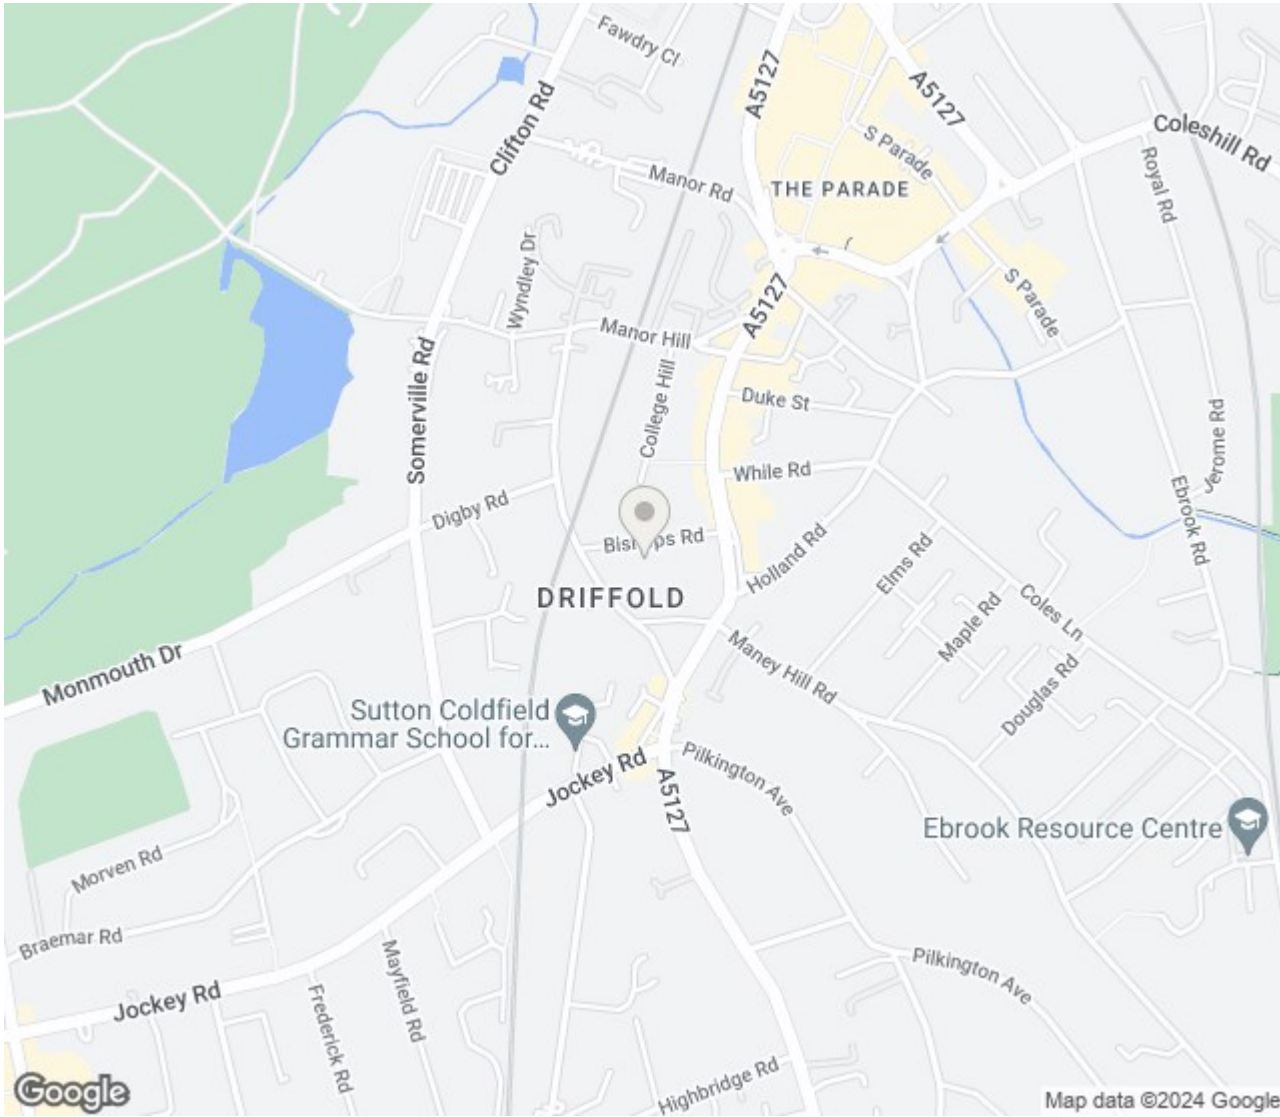 Fawdry Cl
A5127
A5127
Clifton Rd
Coleshill Rd
S Parade
Manor Rd
THE PARADE
Royal Rd
Wyndley Dr
S Parade
A5127
Manor Hill
Somerville Rd
College Hill
Duke St
Jerome Rd
While Rd
Ebrook Rd
Digby Rd
Bishops Rd
Holland Rd
Elms Rd
DRIFFOLD
Coles Ln
Maple Rd
Monmouth Dr
Maney Hill Rd
Douglas Rd
Sutton Coldfield
Grammar School for...
Jockey Rd
Pilkington Ave
A5127
Ebrook Resource Centre
Morven Rd
Braemar Rd
Mayfield Rd
Pilkington Ave
Jockey Rd
Frederick Rd
Highbridge Rd
Google
Map data ©2024 Google